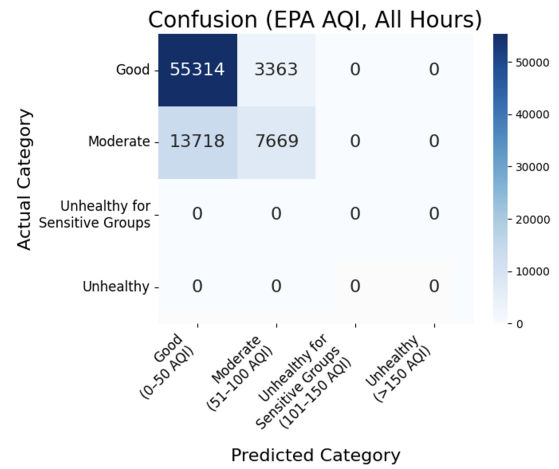 Confusion (EPA AQI, All Hours)
Actual Category
Good 55314 3363 0 0
Moderate 13718 7669 0 0
Unhealthy for
Sensitive Groups 0 0 0 0
Unhealthy 0 0 0 0
50000
40000
30000
20000
10000
0
Good
(0–50 AQI)
Moderate
(51–100 AQI)
Unhealthy for
Sensitive Groups
(101–150 AQI)
Unhealthy
(>150 AQI)
Predicted Category